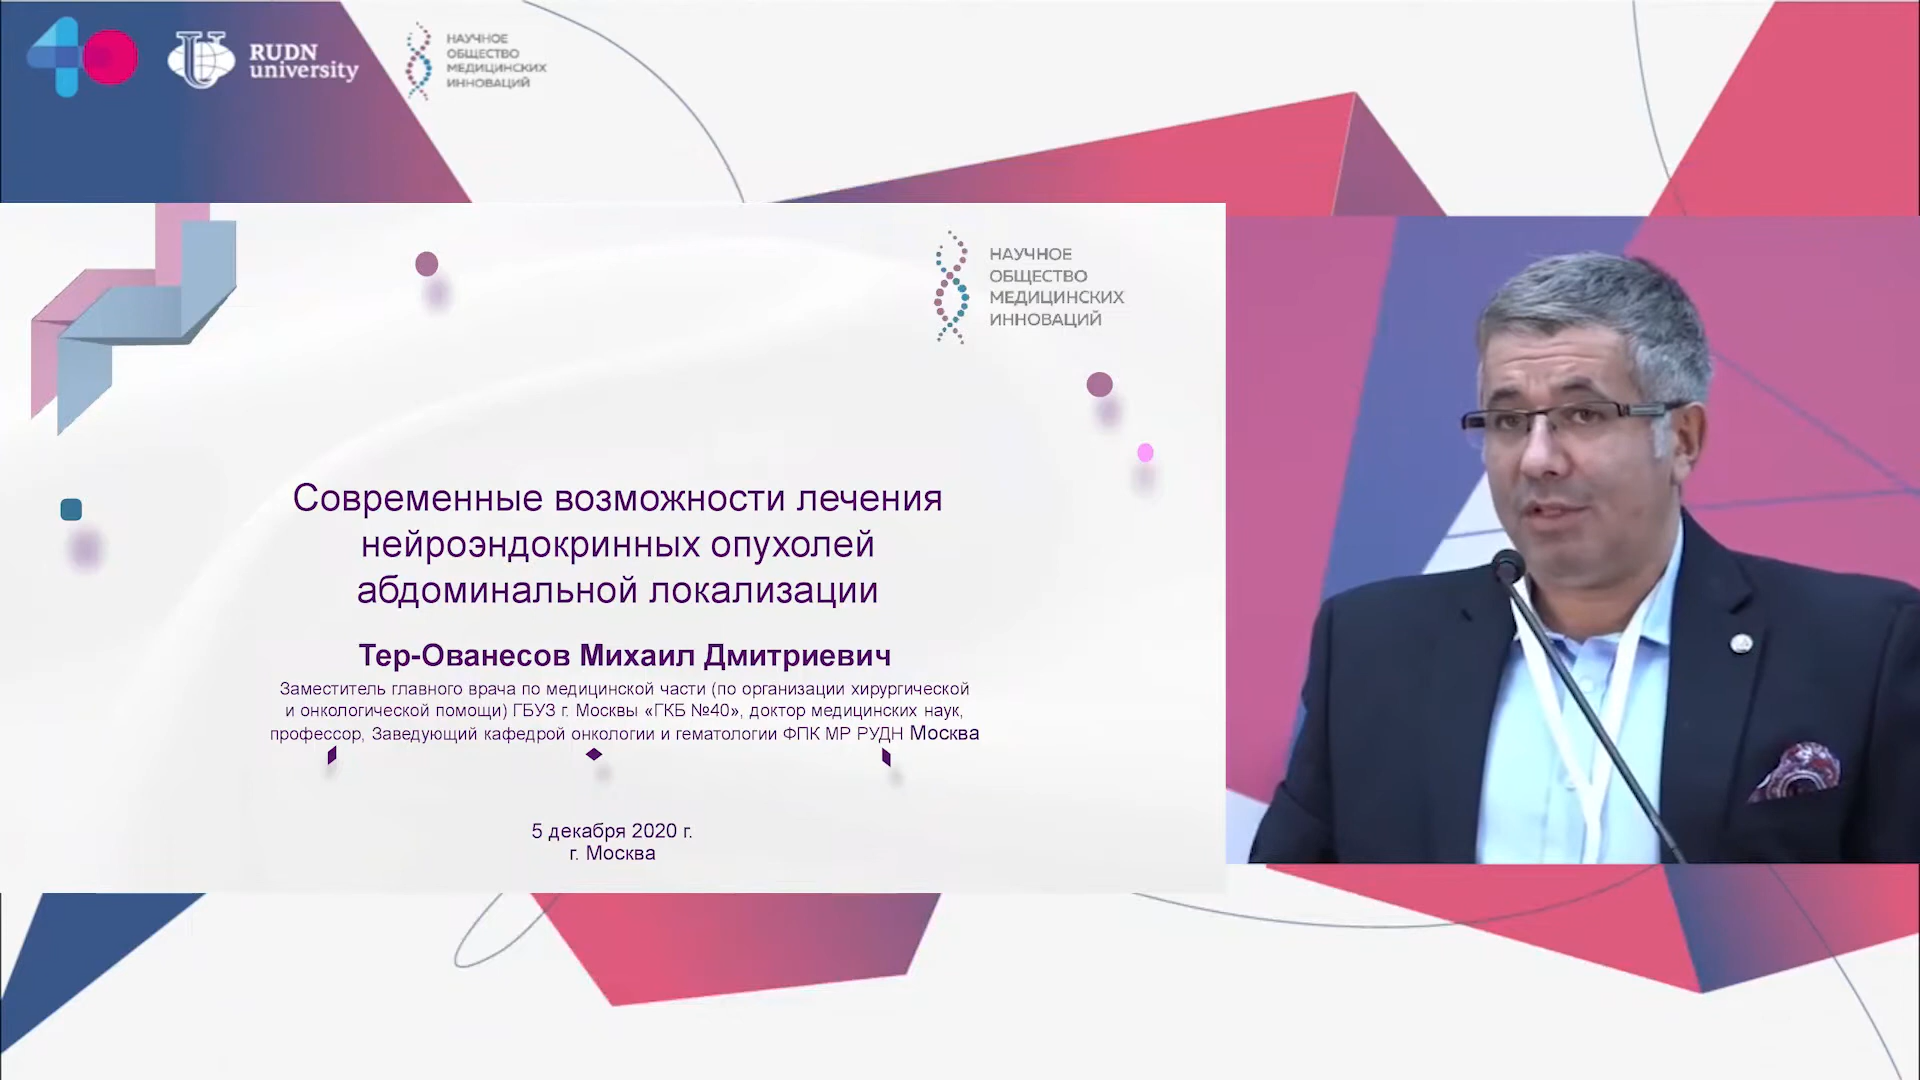 40
RUDN
university
НАУЧНОЕ
ОБЩЕСТВО
МЕДИЦИНСКИХ
ИННОВАЦИЙ
НАУЧНОЕ
ОБЩЕСТВО
МЕДИЦИНСКИХ
ИННОВАЦИЙ
Современные возможности лечения
нейроэндокринных опухолей
абдоминальной локализации
Тер-Ованесов Михаил Дмитриевич
Заместитель главного врача по медицинской части (по организации хирургической
и онкологической помощи) ГБУЗ г. Москвы «ГКБ №40», доктор медицинских наук,
профессор, Заведующий кафедрой онкологии и гематологии ФПК МР РУДН Москва
5 декабря 2020 г.
г. Москва